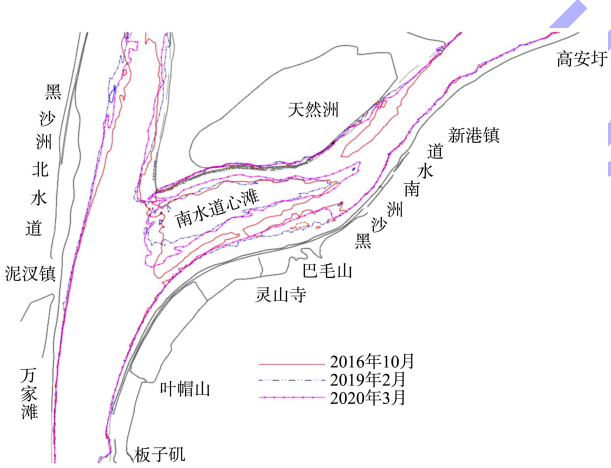 高安圩
天然洲
黑沙洲北水道
新港镇
黑沙洲南水道
南水道心滩
泥汊镇
巴毛山
灵山寺
万家滩
叶帽山
板子矶
2016年10月
2019年2月
2020年3月